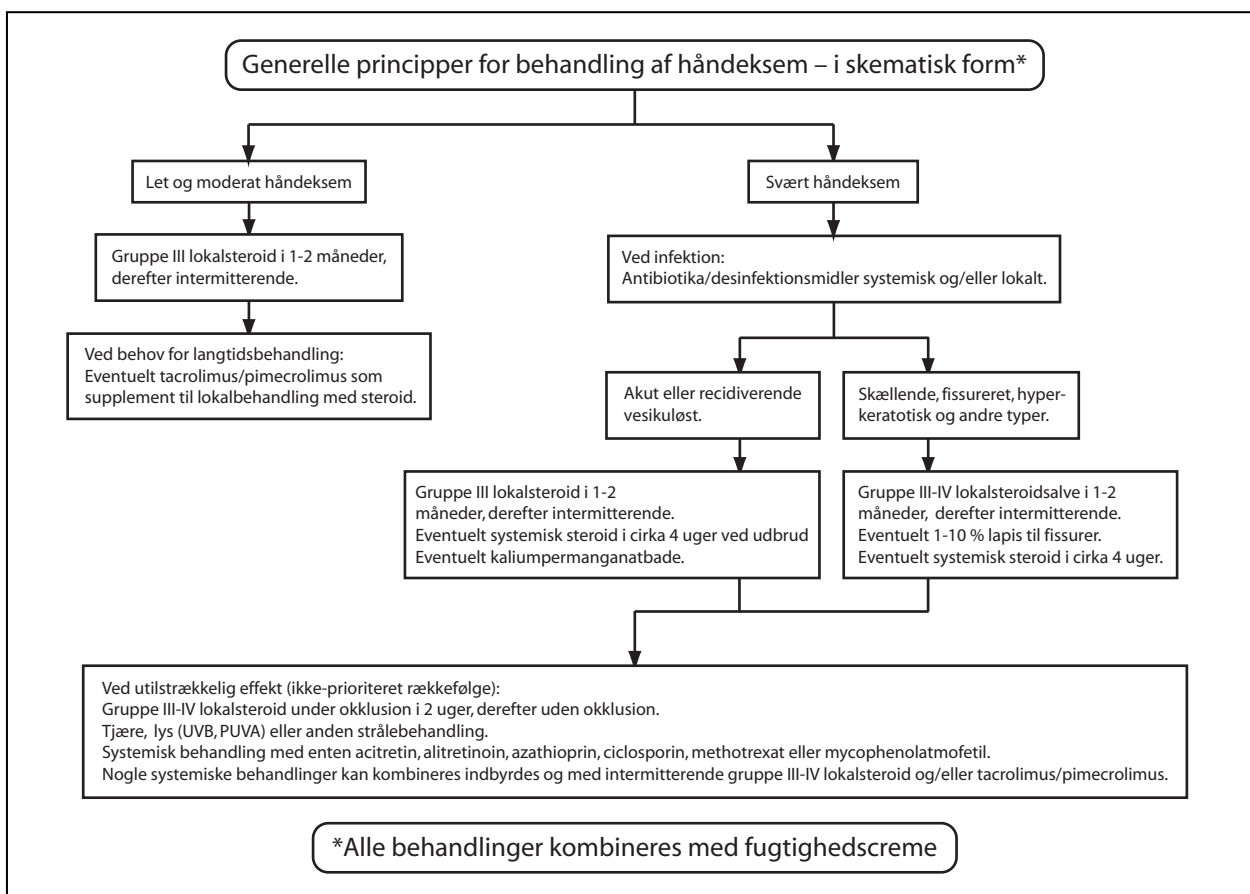 Generelle principper for behandling af håndeksem – i skematisk form*
Let og moderat håndeksem
Gruppe III lokalsteroid i 1-2 måneder,
derefter intermitterende.
Ved behov for langtidsbehandling:
Eventuelt tacrolimus/pimecrolimus som
supplement til lokalbehandling med steroid.
Svært håndeksem
Ved infektion:
Antibiotika/desinfektionsmidler systemisk og/eller lokalt.
Akut eller recidiverende
vesikuløst.
Gruppe III lokalsteroid i 1-2
måneder, derefter intermitterende.
Eventuelt systemisk steroid i cirka 4 uger ved udbrud
Eventuelt kaliumpermanganatbade.
Skællende, fissureret, hyper-
keratotisk og andre typer.
Gruppe III-IV lokalsteroidsalve i 1-2
måneder, derefter intermitterende.
Eventuelt 1-10 % lapis til fissurer.
Eventuelt systemisk steroid i cirka 4 uger.
Ved utilstrækkelig effekt (ikke-prioriteret rækkefølge):
Gruppe III-IV lokalsteroid under okklusion i 2 uger, derefter uden okklusion.
Tjære, lys (UVB, PUVA) eller anden strålebehandling.
Systemisk behandling med enten acitretin, alitretinoin, azathioprin, ciclosporin, methotrexat eller mycophenolatmofetil.
Nogle systemiske behandlinger kan kombineres indbyrdes og med intermitterende gruppe III-IV lokalsteroid og/eller tacrolimus/pimecrolimus.
*Alle behandlinger kombineres med fugtighedscreme